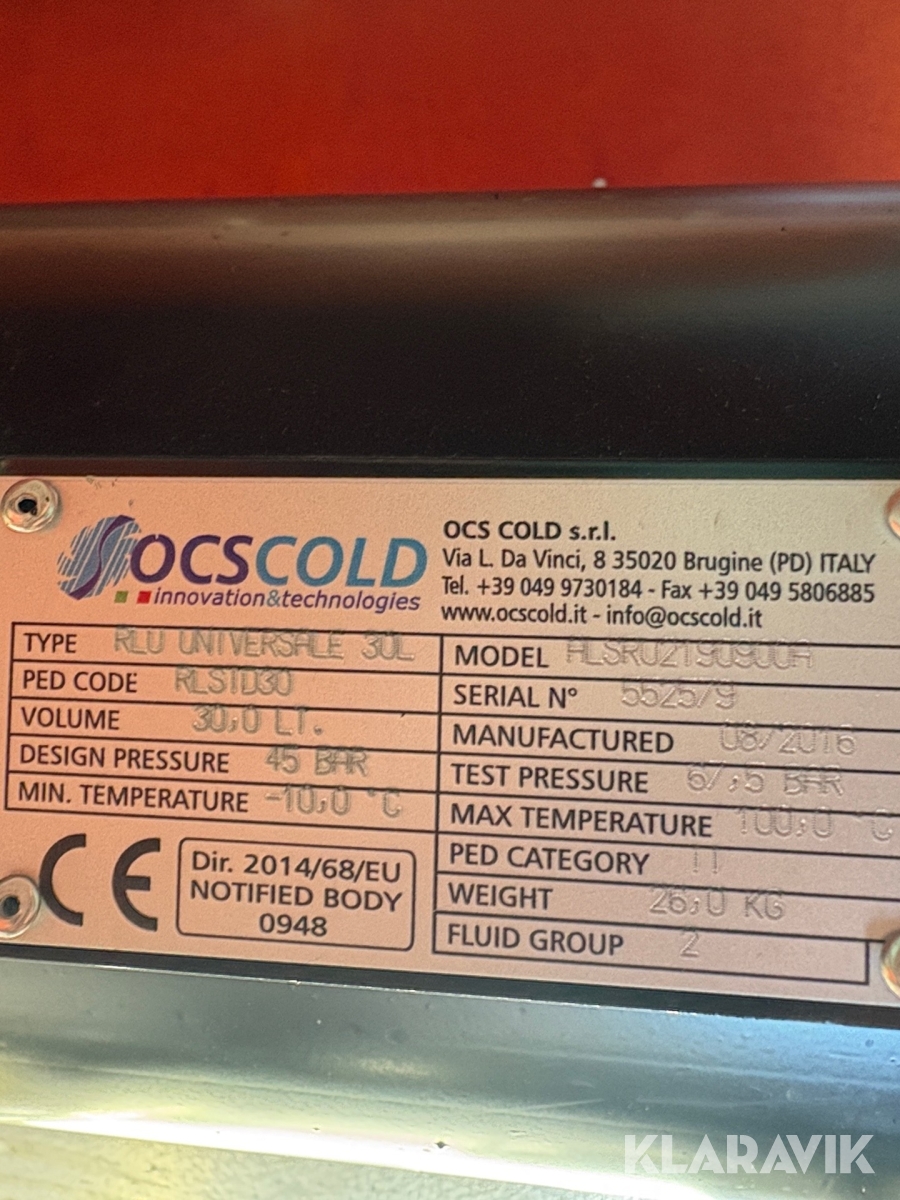 OCSCOLD
innovation&technologies
OCS COLD s.r.l.
Via L. Da Vinci, 8 35020 Brugine (PD) ITALY
Tel. +39 049 9730184 - Fax +39 049 5806885
www.ocscold.it - info@ocscold.it
TYPE RLU UNIVERSALE 30L
PED CODE RLSTD30
VOLUME 30,0 LT.
DESIGN PRESSURE 45 BAR
MIN. TEMPERATURE -10,0 °C
MODEL
SERIAL N° 552579
MANUFACTURED 08/2016
TEST PRESSURE 67,5 BAR
MAX TEMPERATURE 100,0 °C
PED CATEGORY II
WEIGHT 26,0 KG
FLUID GROUP 2
CE
Dir. 2014/68/EU
NOTIFIED BODY
0948
KLARAVIK